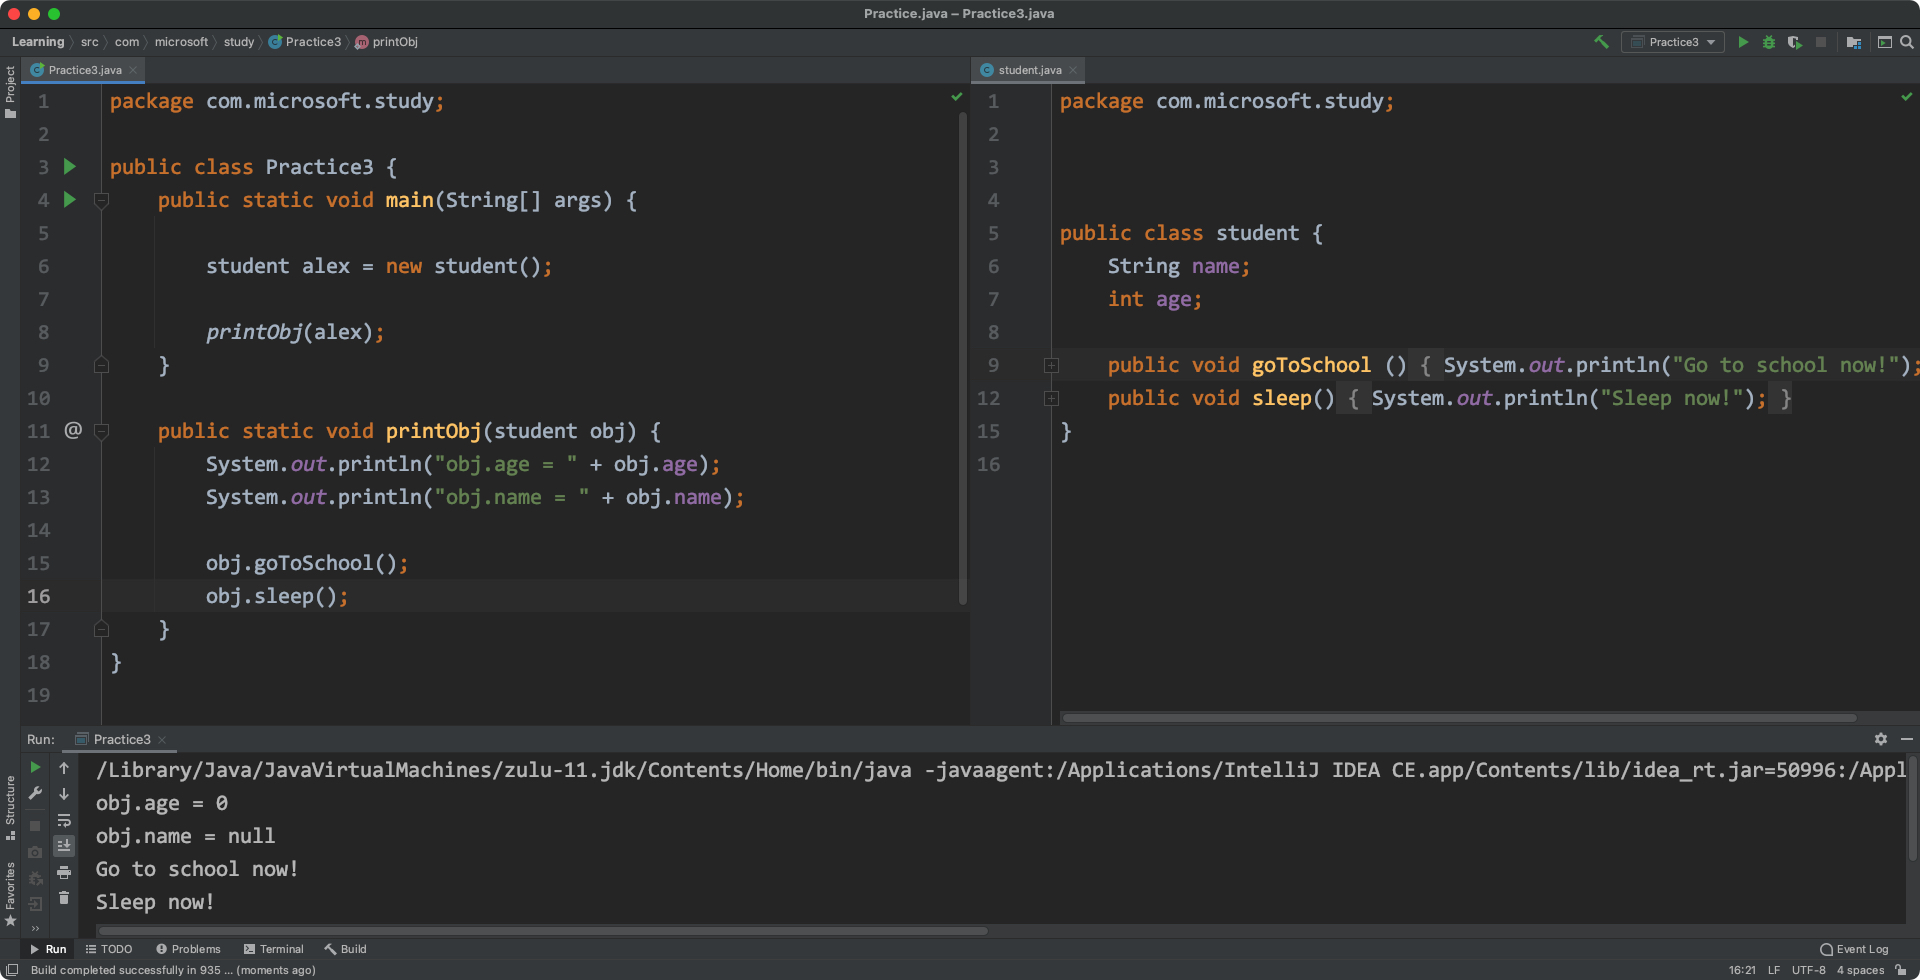 Practice.java – Practice3.java
Learning src com microsoft study Practice3 printObj
Practice3
Project
Practice3.java
student.java
1 package com.microsoft.study;
2
3 public class Practice3 {
4 public static void main(String[] args) {
5
6 student alex = new student();
7
8 printObj(alex);
9 }
10
11 @ public static void printObj(student obj) {
12 System.out.println("obj.age = " + obj.age);
13 System.out.println("obj.name = " + obj.name);
14
15 obj.goToSchool();
16 obj.sleep();
17 }
18 }
19
1 package com.microsoft.study;
2
3
4
5 public class student {
6 String name;
7 int age;
8
9 public void goToSchool () { System.out.println("Go to school now!");
12 public void sleep() { System.out.println("Sleep now!"); }
15 }
16
Run: Practice3
/Library/Java/JavaVirtualMachines/zulu-11.jdk/Contents/Home/bin/java -javaagent:/Applications/IntelliJ IDEA CE.app/Contents/lib/idea_rt.jar=50996:/Appl
obj.age = 0
obj.name = null
Go to school now!
Sleep now!
Structure
Favorites
Run TODO Problems Terminal Build
Event Log
Build completed successfully in 935 ... (moments ago)
16:21 LF UTF-8 4 spaces